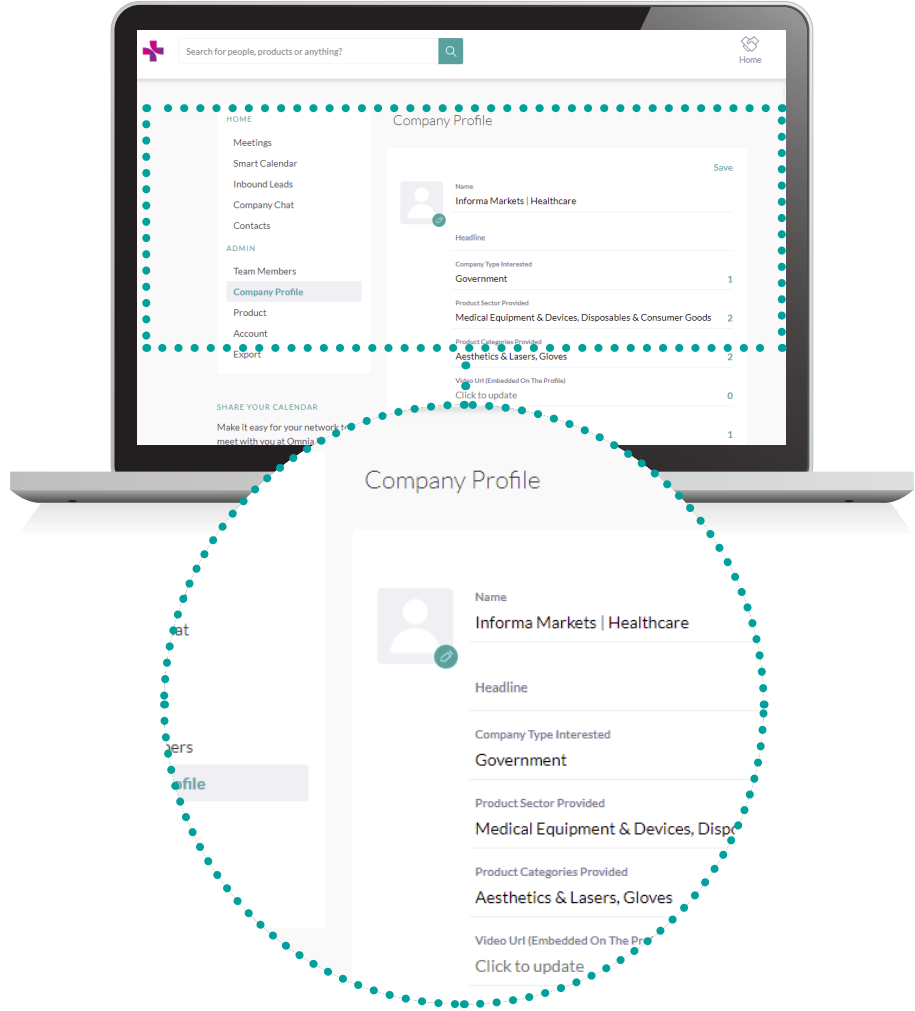 Search for people, products or anything?
Home
HOME
Meetings
Smart Calendar
Inbound Leads
Company Chat
Contacts
ADMIN
Team Members
Company Profile
Product
Account
Export
SHARE YOUR CALENDAR
Make it easy for your network to
meet with you at Omnia
Company Profile
Save
Name
Informa Markets | Healthcare
Headline
Company Type Interested
Government 1
Product Sector Provided
Medical Equipment & Devices, Disposables & Consumer Goods 2
Product Categories Provided
Aesthetics & Lasers, Gloves 2
Video Url (Embedded On The Profile)
Click to update 0
1
Company Profile
at
ers
ofile
Name
Informa Markets | Healthcare
Headline
Company Type Interested
Government
Product Sector Provided
Medical Equipment & Devices, Dispo
Product Categories Provided
Aesthetics & Lasers, Gloves
Video Url (Embedded On The Prof
Click to update